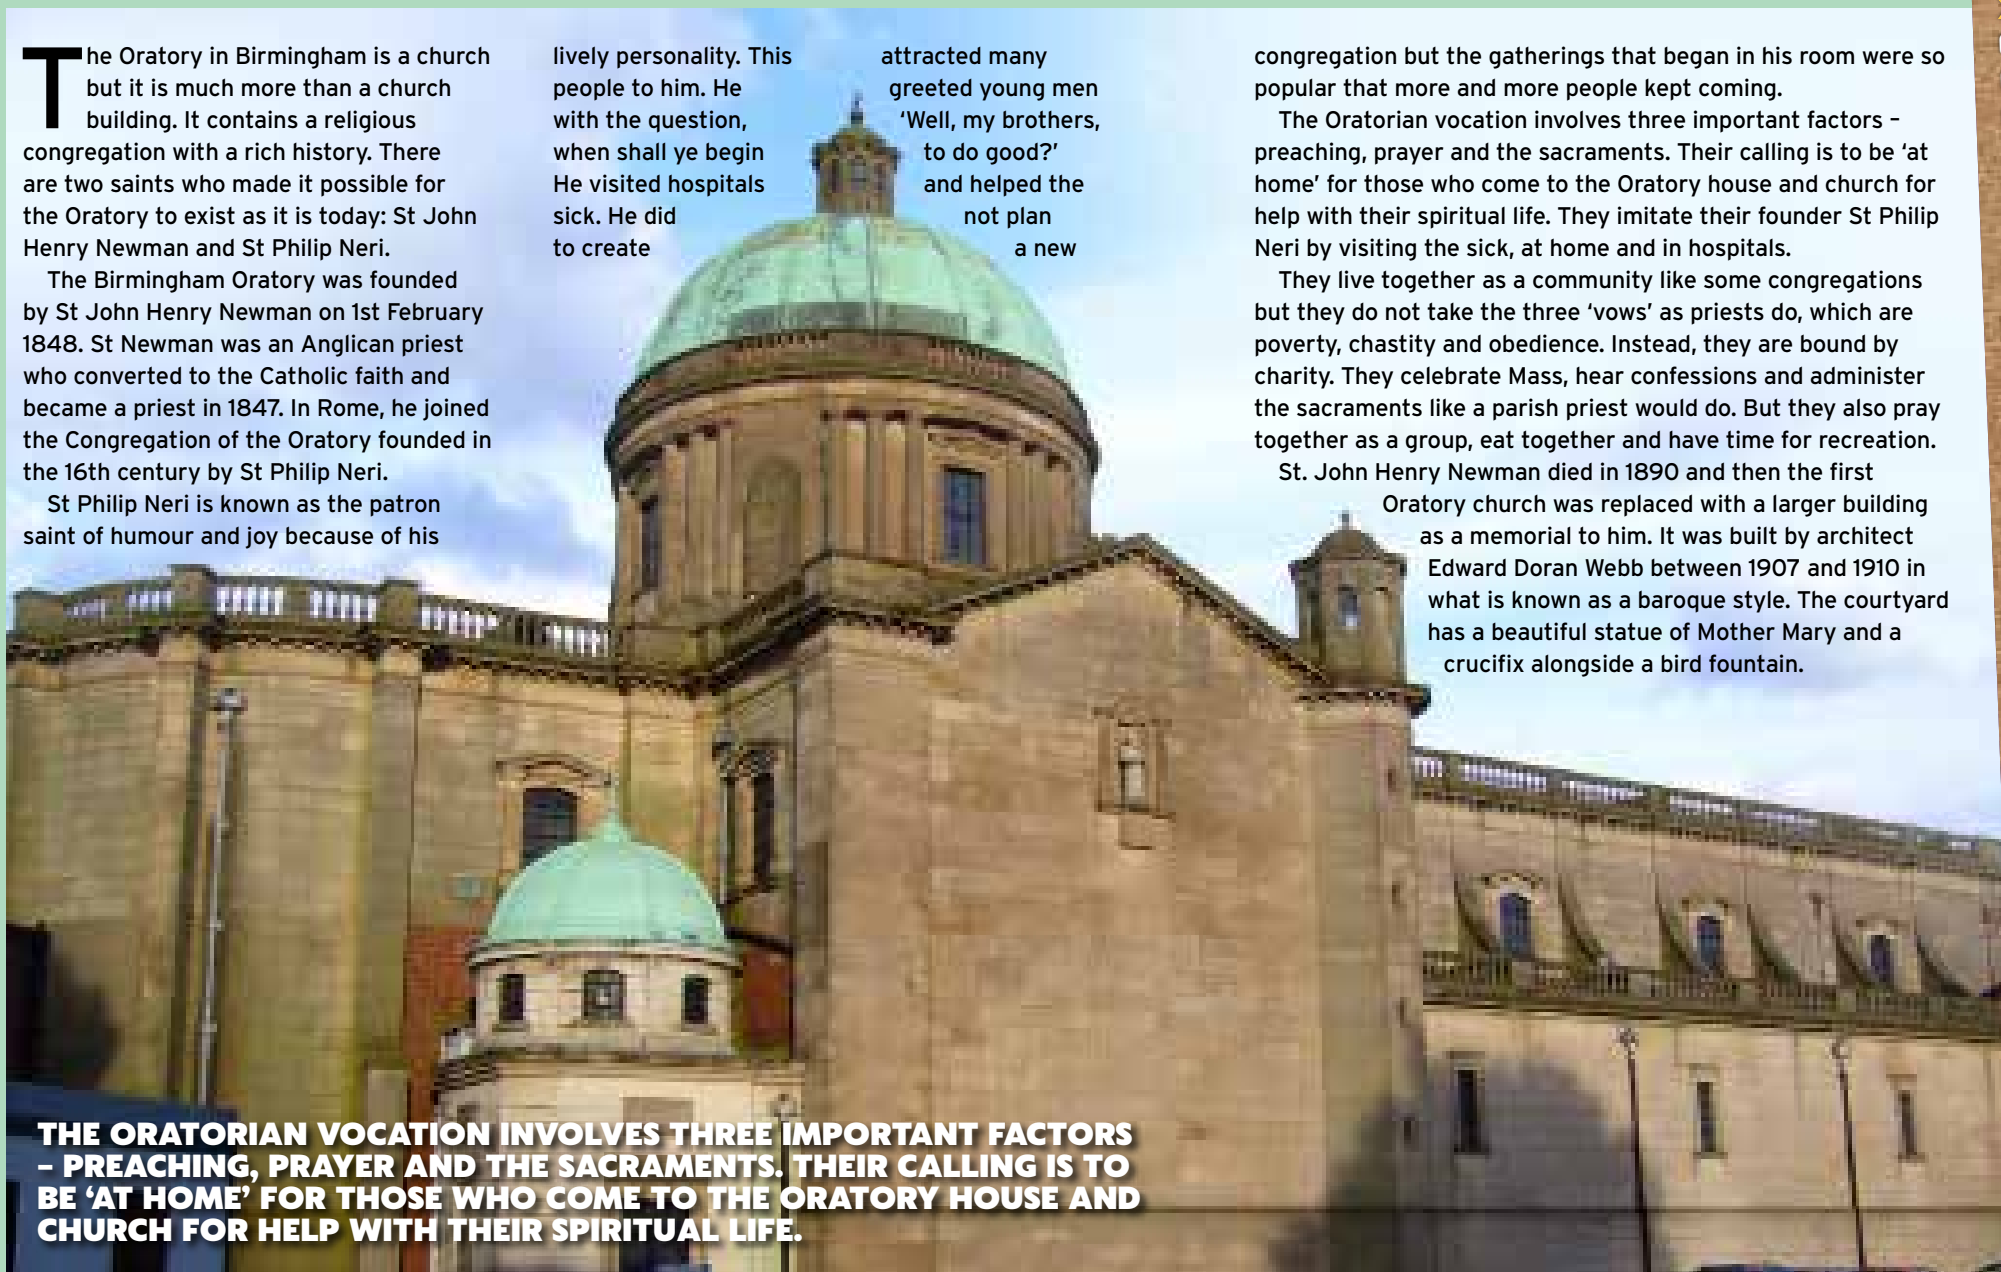 The Oratory in Birmingham is a church
but it is much more than a church
building. It contains a religious
congregation with a rich history. There
are two saints who made it possible for
the Oratory to exist as it is today: St John
Henry Newman and St Philip Neri.
The Birmingham Oratory was founded
by St John Henry Newman on 1st February
1848. St Newman was an Anglican priest
who converted to the Catholic faith and
became a priest in 1847. In Rome, he joined
the Congregation of the Oratory founded in
the 16th century by St Philip Neri.
St Philip Neri is known as the patron
saint of humour and joy because of his
lively personality. This attracted many
people to him. He greeted young men
with the question, ‘Well, my brothers,
when shall ye begin to do good?’
He visited hospitals and helped the
sick. He did not plan
to create a new
congregation but the gatherings that began in his room were so
popular that more and more people kept coming.
The Oratorian vocation involves three important factors –
preaching, prayer and the sacraments. Their calling is to be ‘at
home’ for those who come to the Oratory house and church for
help with their spiritual life. They imitate their founder St Philip
Neri by visiting the sick, at home and in hospitals.
They live together as a community like some congregations
but they do not take the three ‘vows’ as priests do, which are
poverty, chastity and obedience. Instead, they are bound by
charity. They celebrate Mass, hear confessions and administer
the sacraments like a parish priest would do. But they also pray
together as a group, eat together and have time for recreation.
St. John Henry Newman died in 1890 and then the first
Oratory church was replaced with a larger building
as a memorial to him. It was built by architect
Edward Doran Webb between 1907 and 1910 in
what is known as a baroque style. The courtyard
has a beautiful statue of Mother Mary and a
crucifix alongside a bird fountain.
THE ORATORIAN VOCATION INVOLVES THREE IMPORTANT FACTORS
– PREACHING, PRAYER AND THE SACRAMENTS. THEIR CALLING IS TO
BE ‘AT HOME’ FOR THOSE WHO COME TO THE ORATORY HOUSE AND
CHURCH FOR HELP WITH THEIR SPIRITUAL LIFE.